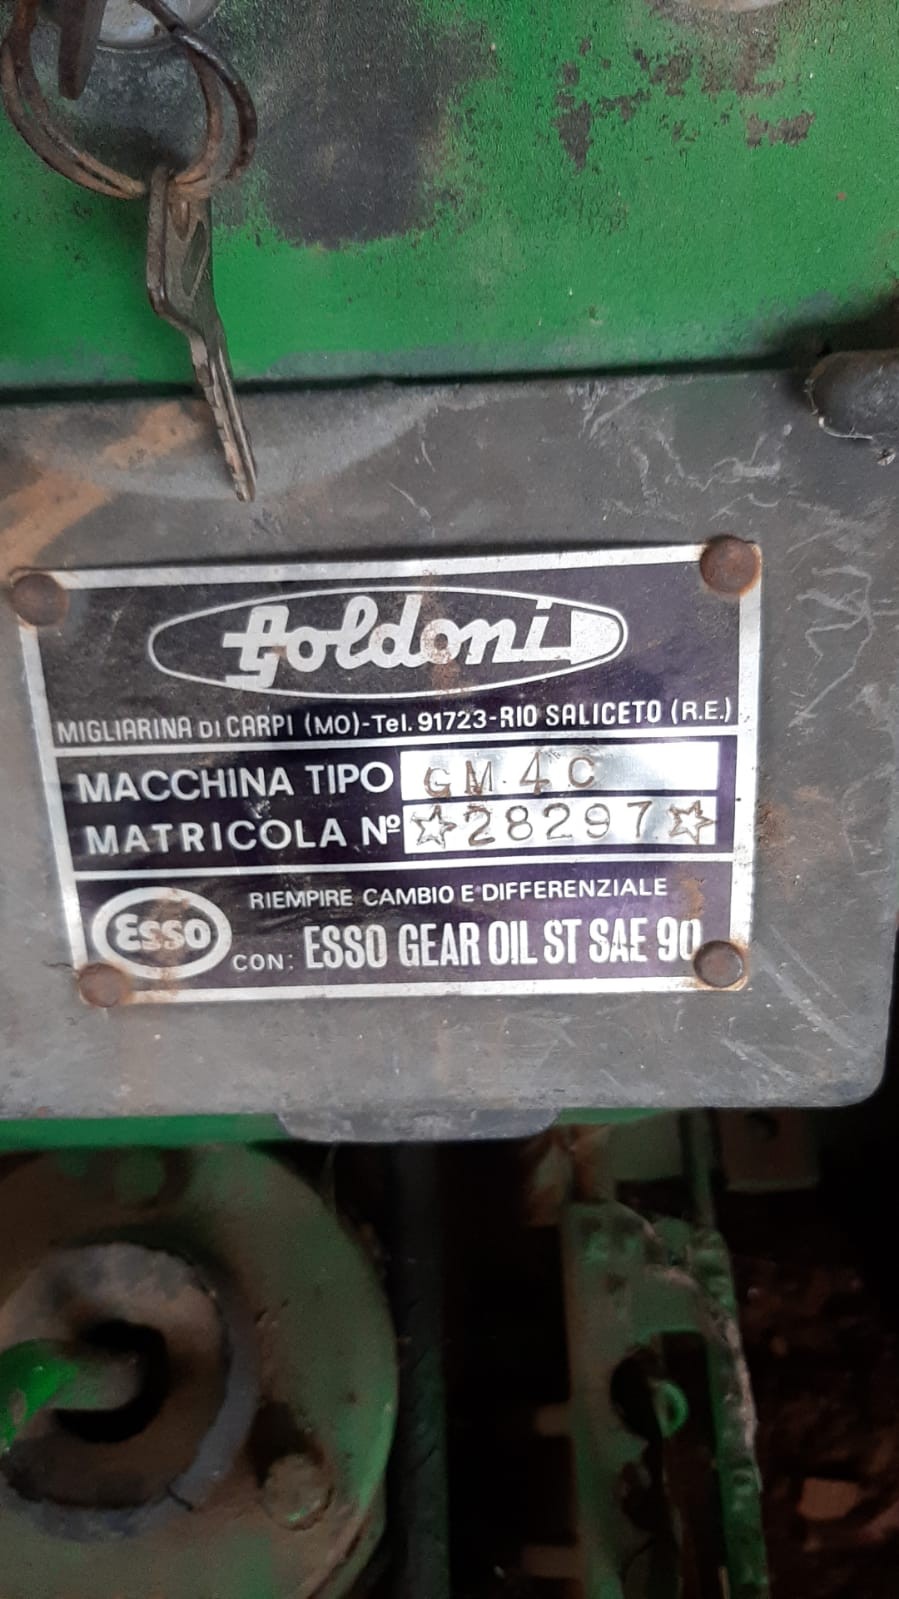 Goldoni
MIGLIARINA DI CARPI (MO)-Tel. 91723-RIO SALICETO (R.E.)
MACCHINA TIPO GM 4 C
MATRICOLA Nº ☆28297☆
Esso
RIEMPIRE CAMBIO E DIFFERENZIALE
CON: ESSO GEAR OIL ST SAE 90